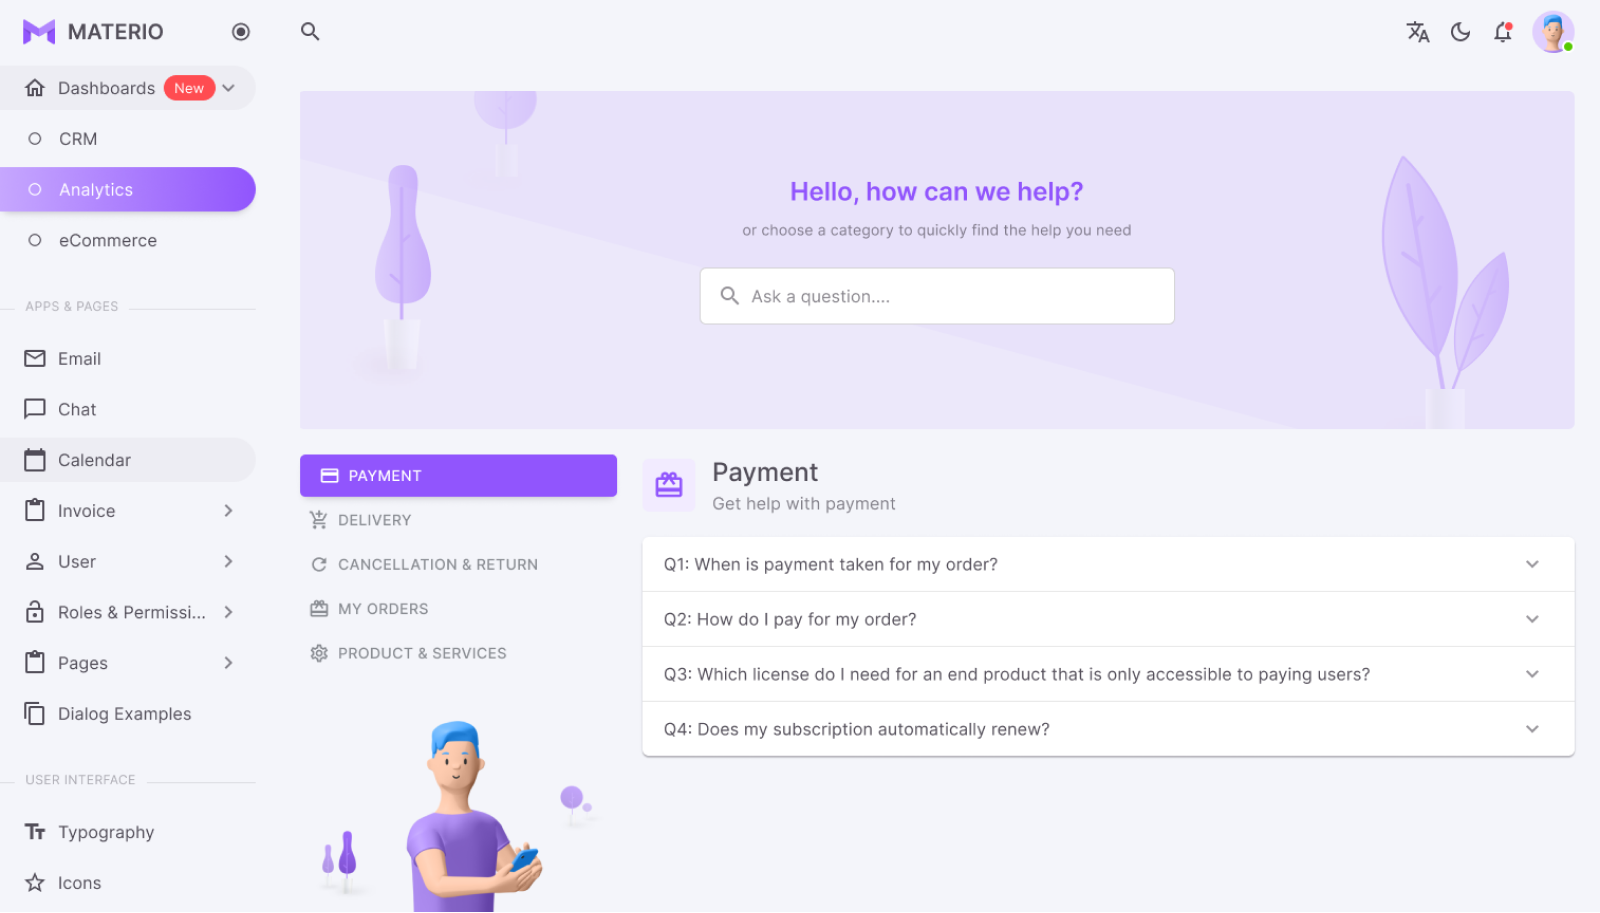 MATERIO
Dashboards
New
CRM
Analytics
eCommerce
APPS & PAGES
Email
Chat
Calendar
Invoice
User
Roles & Permissi...
Pages
Dialog Examples
USER INTERFACE
Typography
Icons
Hello, how can we help?
or choose a category to quickly find the help you need
Ask a question....
PAYMENT
DELIVERY
CANCELLATION & RETURN
MY ORDERS
PRODUCT & SERVICES
Payment
Get help with payment
Q1: When is payment taken for my order?
Q2: How do I pay for my order?
Q3: Which license do I need for an end product that is only accessible to paying users?
Q4: Does my subscription automatically renew?